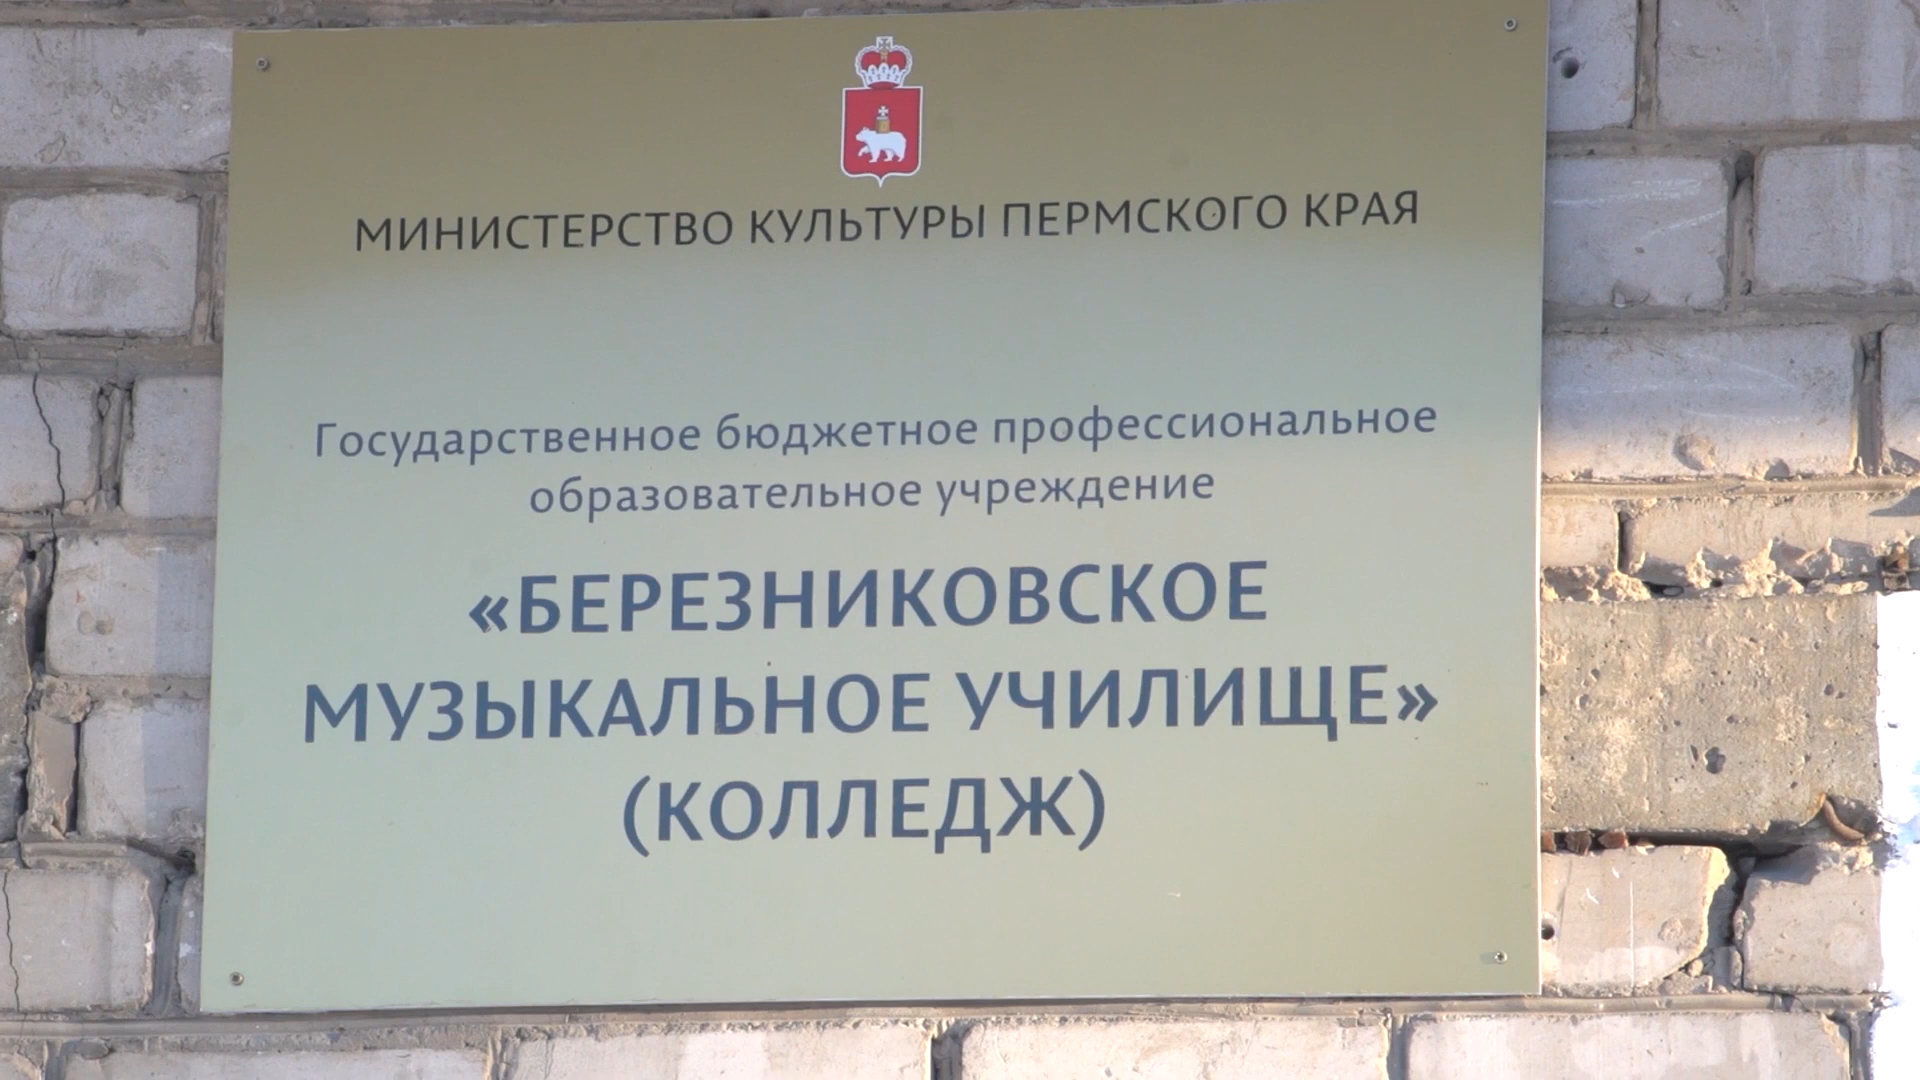 МИНИСТЕРСТВО КУЛЬТУРЫ ПЕРМСКОГО КРАЯ
Государственное бюджетное профессиональное
образовательное учреждение
«БЕРЕЗНИКОВСКОЕ
МУЗЫКАЛЬНОЕ УЧИЛИЩЕ»
(КОЛЛЕДЖ)